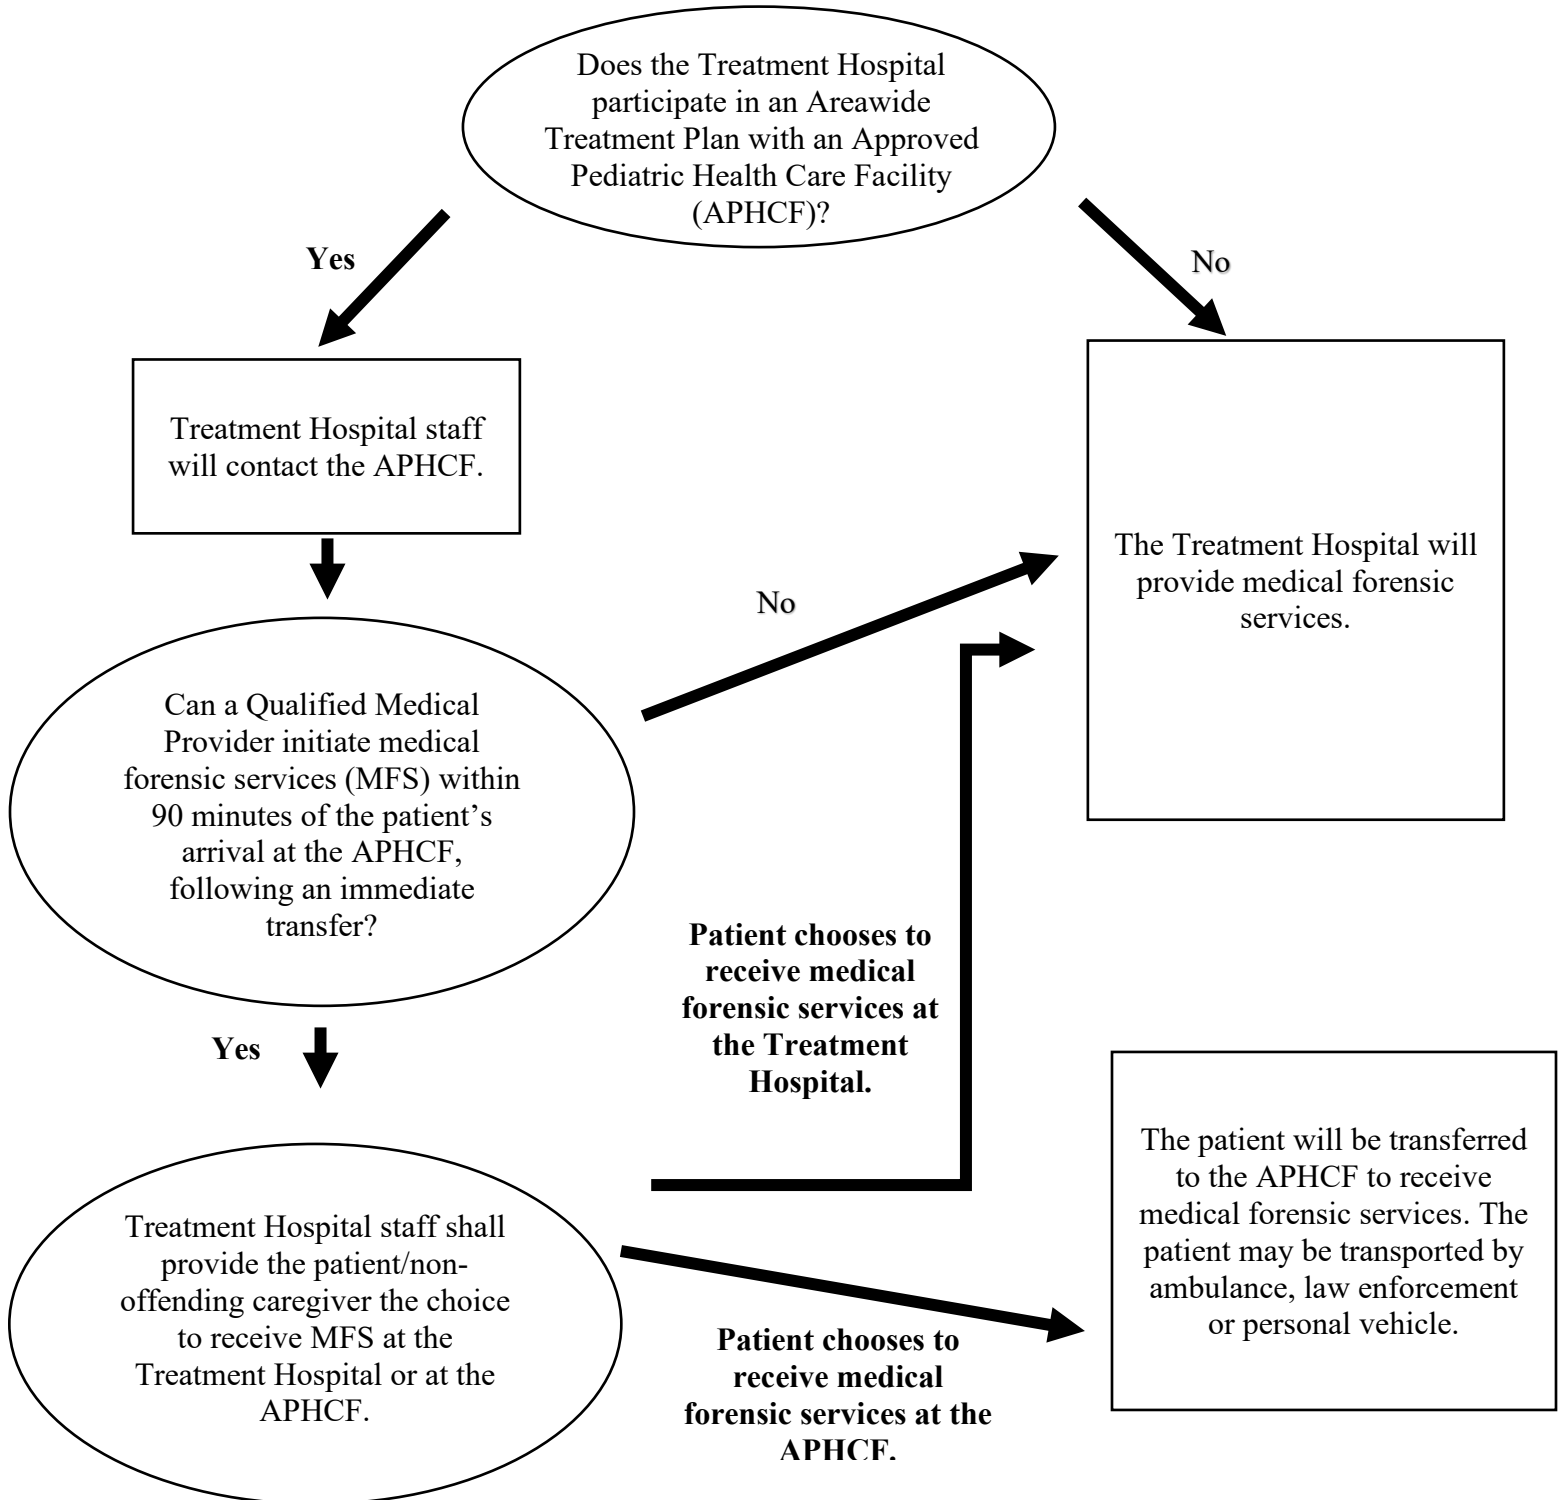 Does the Treatment Hospital
participate in an Areawide
Treatment Plan with an Approved
Pediatric Health Care Facility
(APHCF)?
Yes
No
Treatment Hospital staff
will contact the APHCF.
The Treatment Hospital will
provide medical forensic
services.
No
Can a Qualified Medical
Provider initiate medical
forensic services (MFS) within
90 minutes of the patient’s
arrival at the APHCF,
following an immediate
transfer?
Patient chooses to
receive medical
forensic services at
the Treatment
Hospital.
Yes
The patient will be transferred
to the APHCF to receive
medical forensic services. The
patient may be transported by
ambulance, law enforcement
or personal vehicle.
Treatment Hospital staff shall
provide the patient/non-
offending caregiver the choice
to receive MFS at the
Treatment Hospital or at the
APHCF.
Patient chooses to
receive medical
forensic services at the
APHCF.